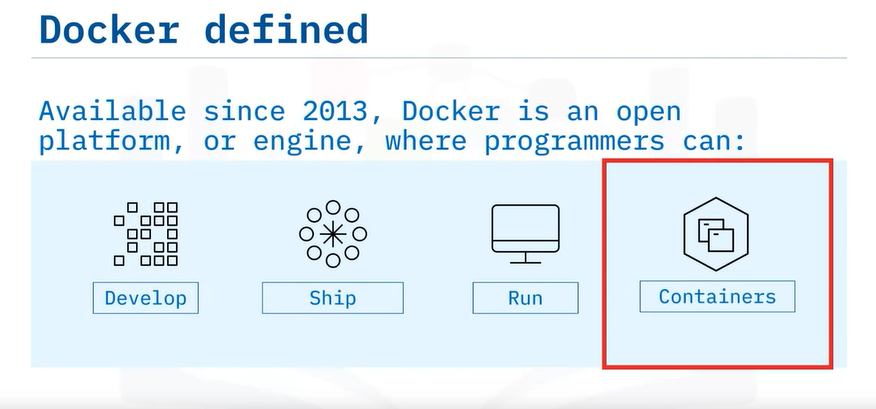 Docker defined
Available since 2013, Docker is an open
platform, or engine, where programmers can:
Develop
Ship
Run
Containers